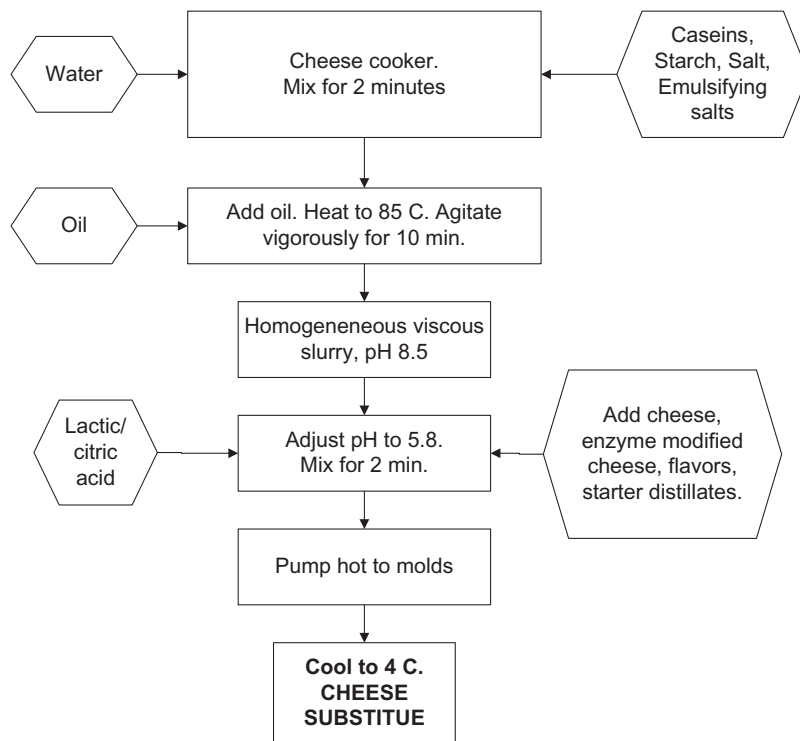 Water
Cheese cooker.
Mix for 2 minutes
Caseins,
Starch, Salt,
Emulsifying
salts
Oil
Add oil. Heat to 85 C. Agitate
vigorously for 10 min.
Homogeneneous viscous
slurry, pH 8.5
Lactic/
citric
acid
Adjust pH to 5.8.
Mix for 2 min.
Add cheese,
enzyme modified
cheese, flavors,
starter distillates.
Pump hot to molds
Cool to 4 C.
CHEESE
SUBSTITUE